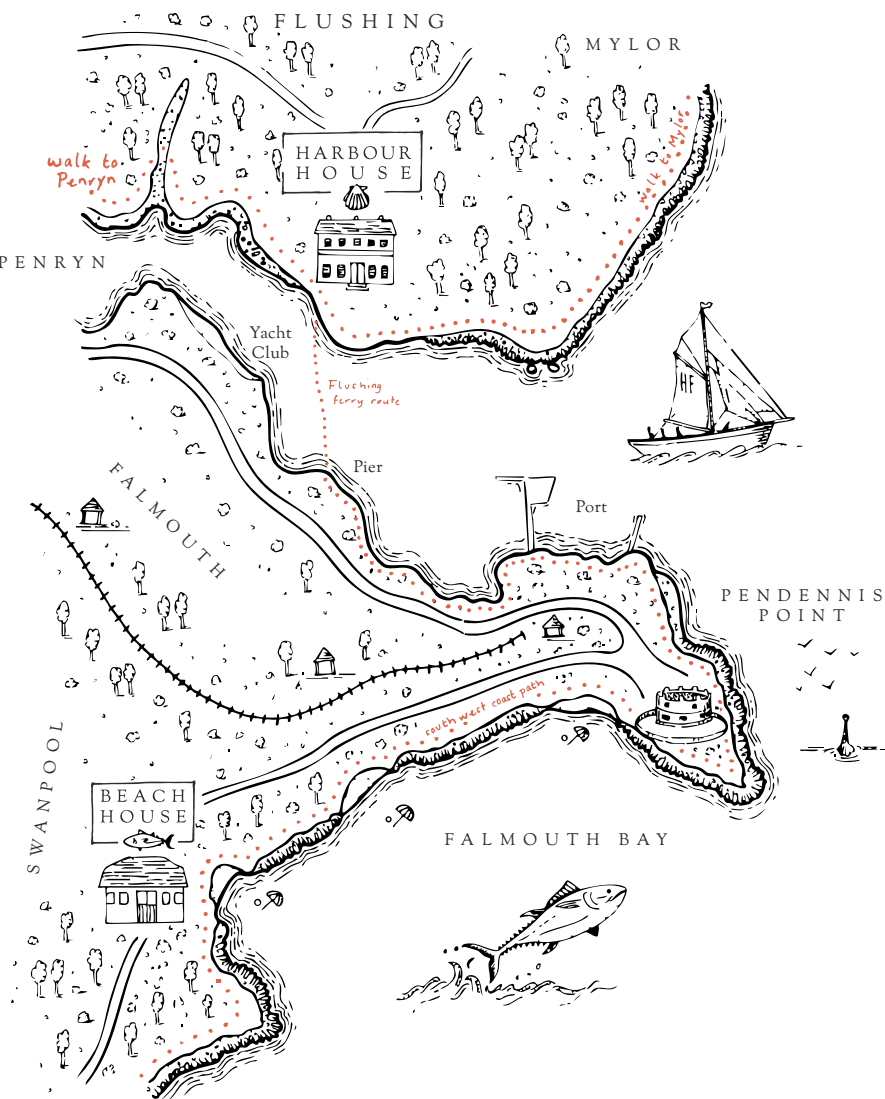 FLUSHING
MYLOR
HARBOUR
HOUSE
walk to
Penryn
walk to Mylor
PENRYN
Yacht
Club
Flushing
ferry route
HF
Pier
FALMOUTH
Port
PENDENNIS
POINT
south west coast path
SWANPOOL
BEACH
HOUSE
FALMOUTH BAY